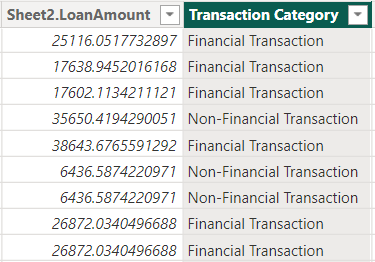 Sheet2.LoanAmount Transaction Category
25116.0517732897 Financial Transaction
17638.9452016168 Financial Transaction
17602.1134211121 Financial Transaction
35650.4194290051 Non-Financial Transaction
38643.6765591292 Financial Transaction
6436.5874220971 Non-Financial Transaction
6436.5874220971 Non-Financial Transaction
26872.0340496688 Financial Transaction
26872.0340496688 Financial Transaction